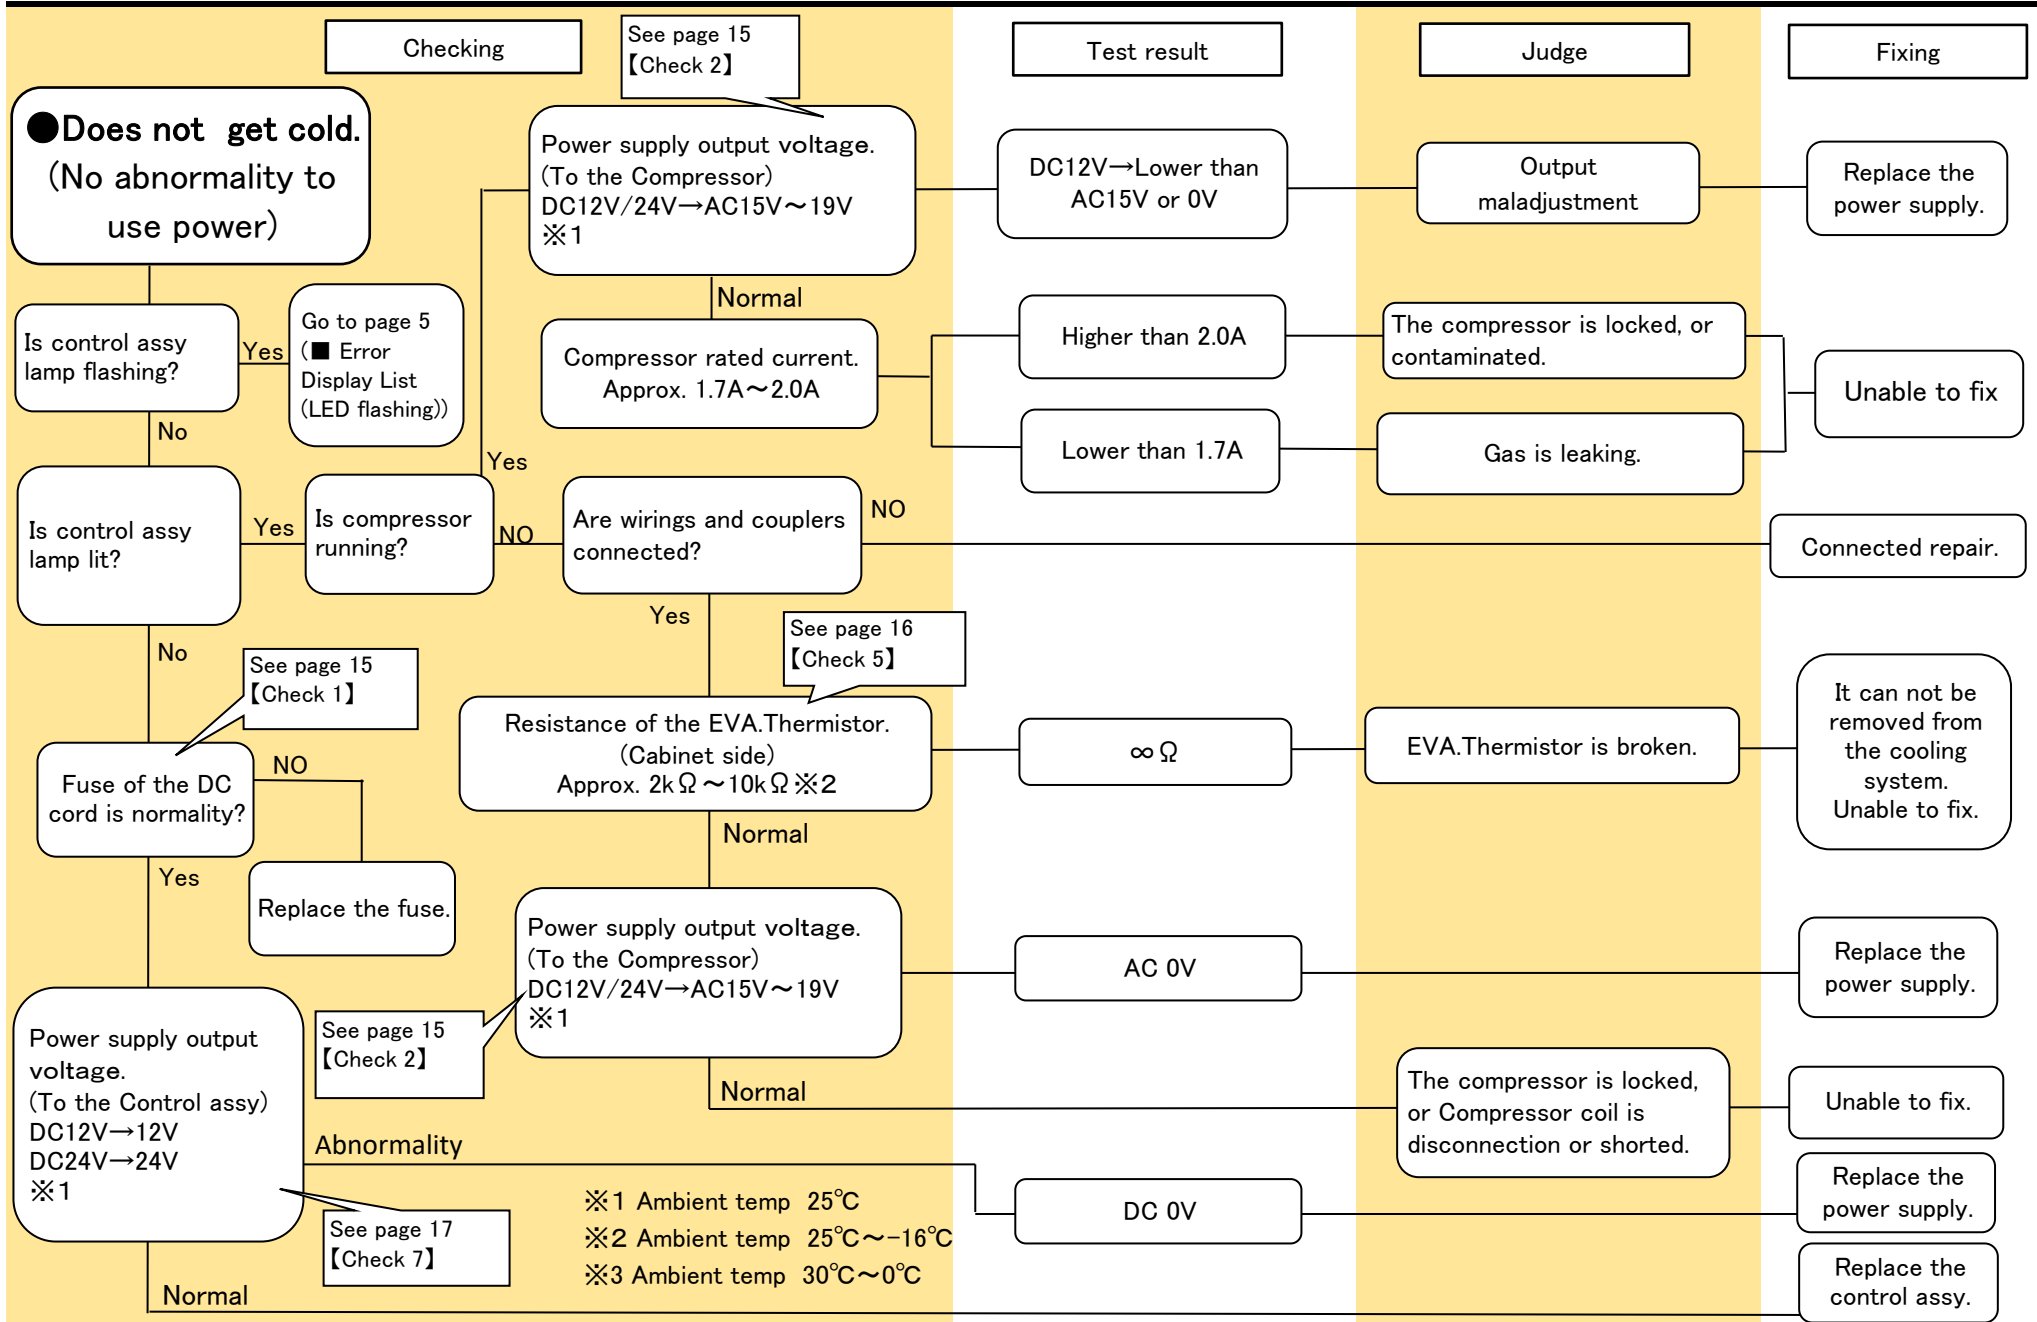 Checking
See page 15
【Check 2】
Test result
Judge
Fixing
●Does not get cold.
(No abnormality to
use power)
Power supply output voltage.
(To the Compressor)
DC12V/24V→AC15V～19V
※1
DC12V→Lower than
AC15V or 0V
Output
maladjustment
Replace the
power supply.
Normal
Is control assy
lamp flashing?
Yes
Go to page 5
(■ Error
Display List
(LED flashing))
Compressor rated current.
Approx. 1.7A～2.0A
Higher than 2.0A
The compressor is locked, or
contaminated.
Unable to fix
Lower than 1.7A
Gas is leaking.
No
Yes
Is control assy
lamp lit?
Yes
Is compressor
running?
NO
Are wirings and couplers
connected?
NO
Connected repair.
Yes
See page 16
【Check 5】
No
See page 15
【Check 1】
Resistance of the EVA.Thermistor.
(Cabinet side)
Approx. 2kΩ～10kΩ※2
∞Ω
EVA.Thermistor is broken.
It can not be
removed from
the cooling
system.
Unable to fix.
Fuse of the DC
cord is normality?
NO
Normal
Yes
Replace the fuse.
Power supply output voltage.
(To the Compressor)
DC12V/24V→AC15V～19V
※1
AC 0V
Replace the
power supply.
See page 15
【Check 2】
Power supply output
voltage.
(To the Control assy)
DC12V→12V
DC24V→24V
※1
Normal
The compressor is locked,
or Compressor coil is
disconnection or shorted.
Unable to fix.
Abnormality
DC 0V
Replace the
power supply.
See page 17
【Check 7】
※1 Ambient temp 25℃
※2 Ambient temp 25℃～-16℃
※3 Ambient temp 30℃～0℃
Normal
Replace the
control assy.